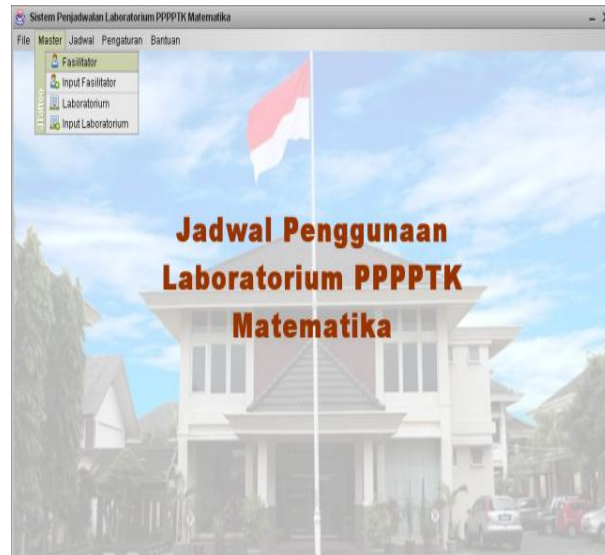 Sistem Penjadwalan Laboratorium PPPPTK Matematika
File Master Jadwal Pengaturan Bantuan
Fasilitator
Input Fasilitator
Laboratorium
Input Laboratorium
JTattoo
Jadwal Penggunaan
Laboratorium PPPPTK
Matematika